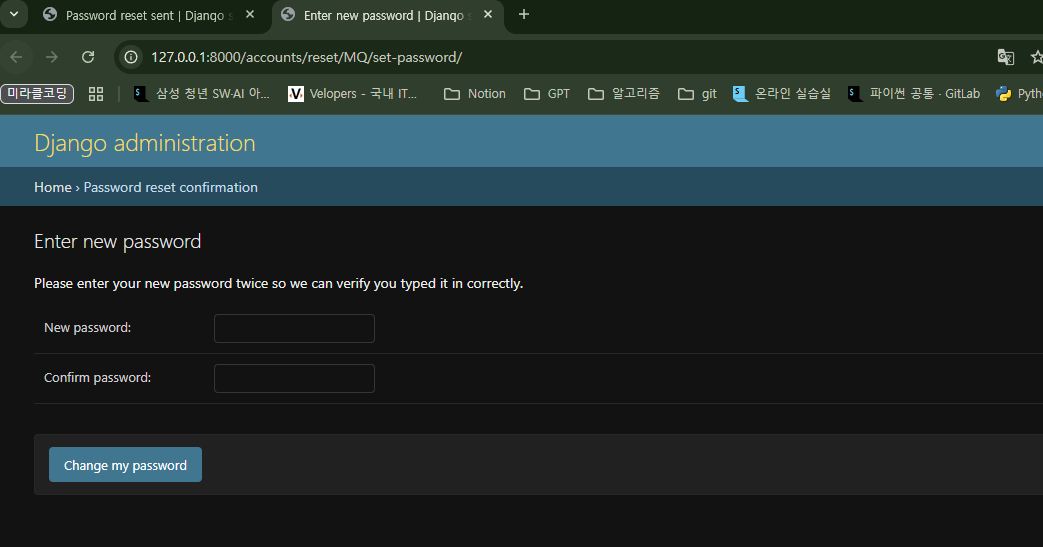 Password reset sent | Django s
Enter new password | Django s
127.0.0.1:8000/accounts/reset/MQ/set-password/
미라클코딩 삼성 청년 SW·AI 아... Velopers - 국내 IT... Notion GPT 알고리즘 git 온라인 실습실 파이썬 공통 · GitLab Pyth
Django administration
Home › Password reset confirmation
Enter new password
Please enter your new password twice so we can verify you typed it in correctly.
New password:
Confirm password:
Change my password